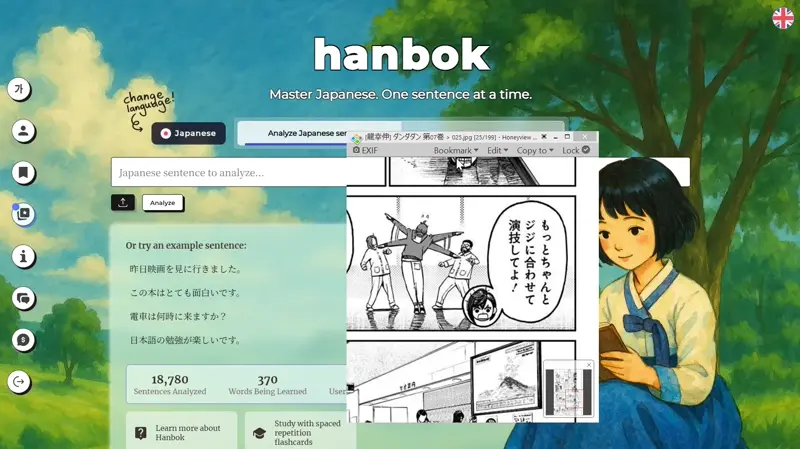 hanbok
Master Japanese. One sentence at a time.
change
language!
가
Japanese
Analyze Japanese sen
Japanese sentence to analyze...
Analyze
Or try an example sentence:
昨日映画を見に行きました。
この本はとても面白いです。
電車は何時に来ますか？
日本語の勉強が楽しいです。
18,780
Sentences Analyzed
370
Words Being Learned
User
Learn more about
Hanbok
Study with spaced
repetition
flashcards
[龍幸伸] ダンダダン 第07巻 > 025.jpg [25/199] - Honeyview ...
EXIF
Bookmark
Edit
Copy to
Lock
もっとちゃんと
ジジに合わせて
演技してよ！